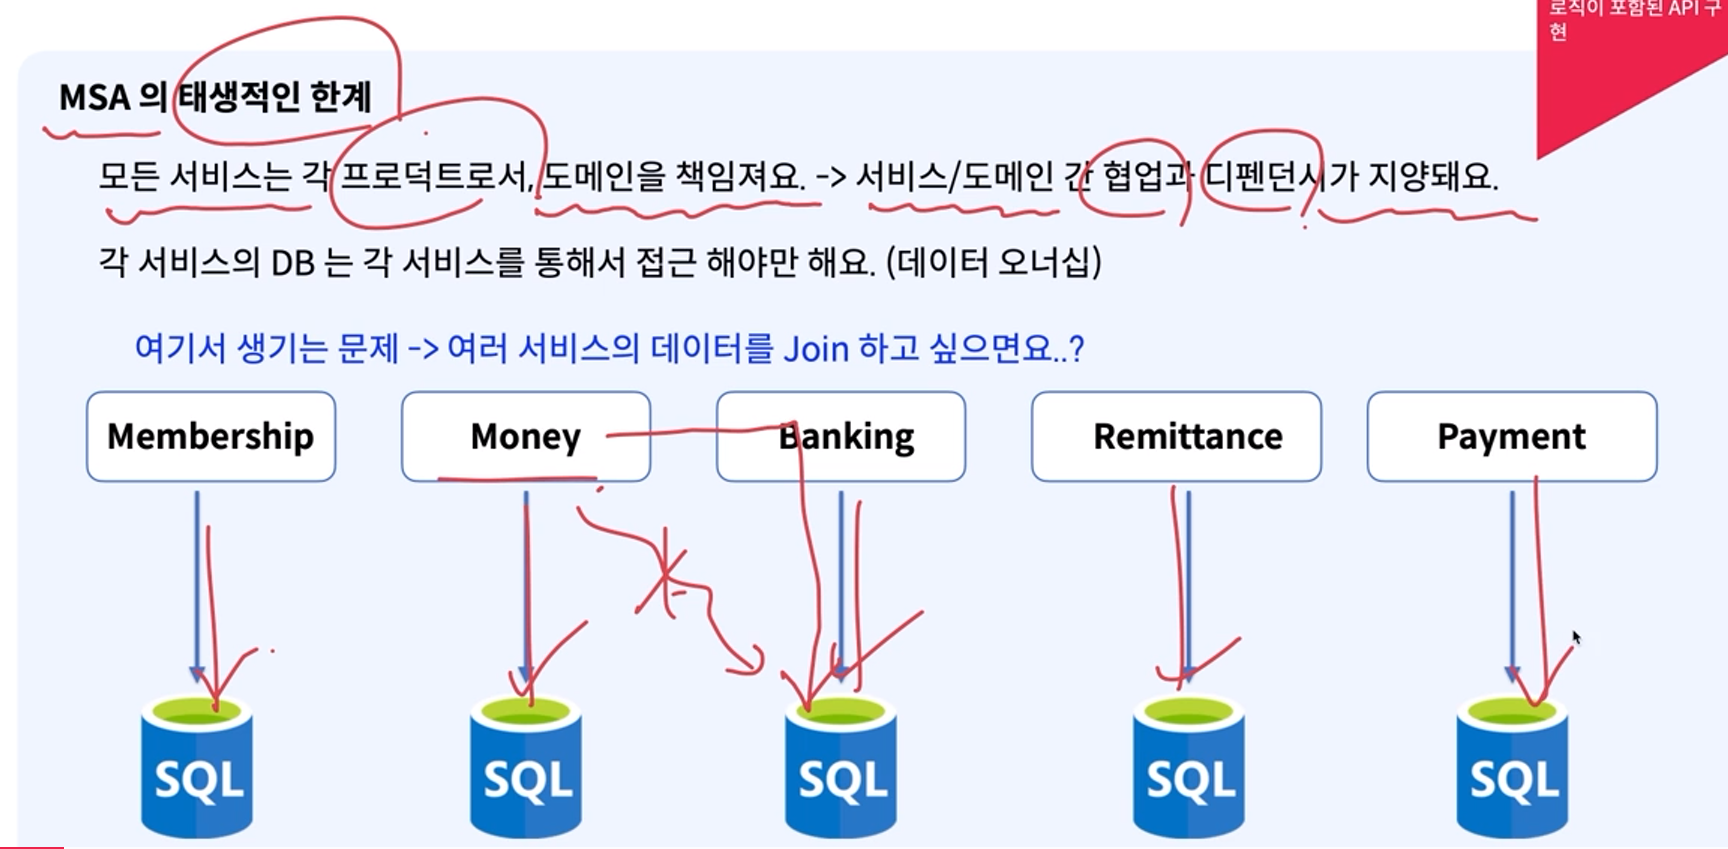 로직이 포함된 API 구
현
MSA 의 태생적인 한계
모든 서비스는 각 프로덕트로서, 도메인을 책임져요. -> 서비스/도메인 간 협업과 디펜던시가 지양돼요.
각 서비스의 DB 는 각 서비스를 통해서 접근 해야만 해요. (데이터 오너십)
여기서 생기는 문제 -> 여러 서비스의 데이터를 Join 하고 싶으면요..?
Membership
Money
Banking
Remittance
Payment
SQL
SQL
SQL
SQL
SQL